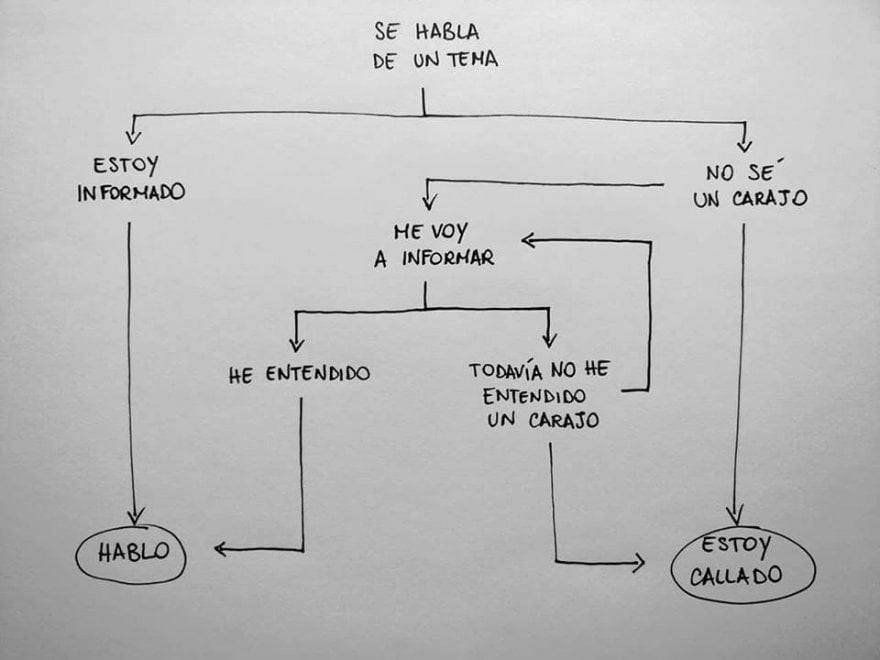 SE HABLA
DE UN TEMA
ESTOY
INFORMADO
NO SÉ
UN CARAJO
ME VOY
A INFORMAR
HE ENTENDIDO
TODAVÍA NO HE
ENTENDIDO
UN CARAJO
HABLO
ESTOY
CALLADO